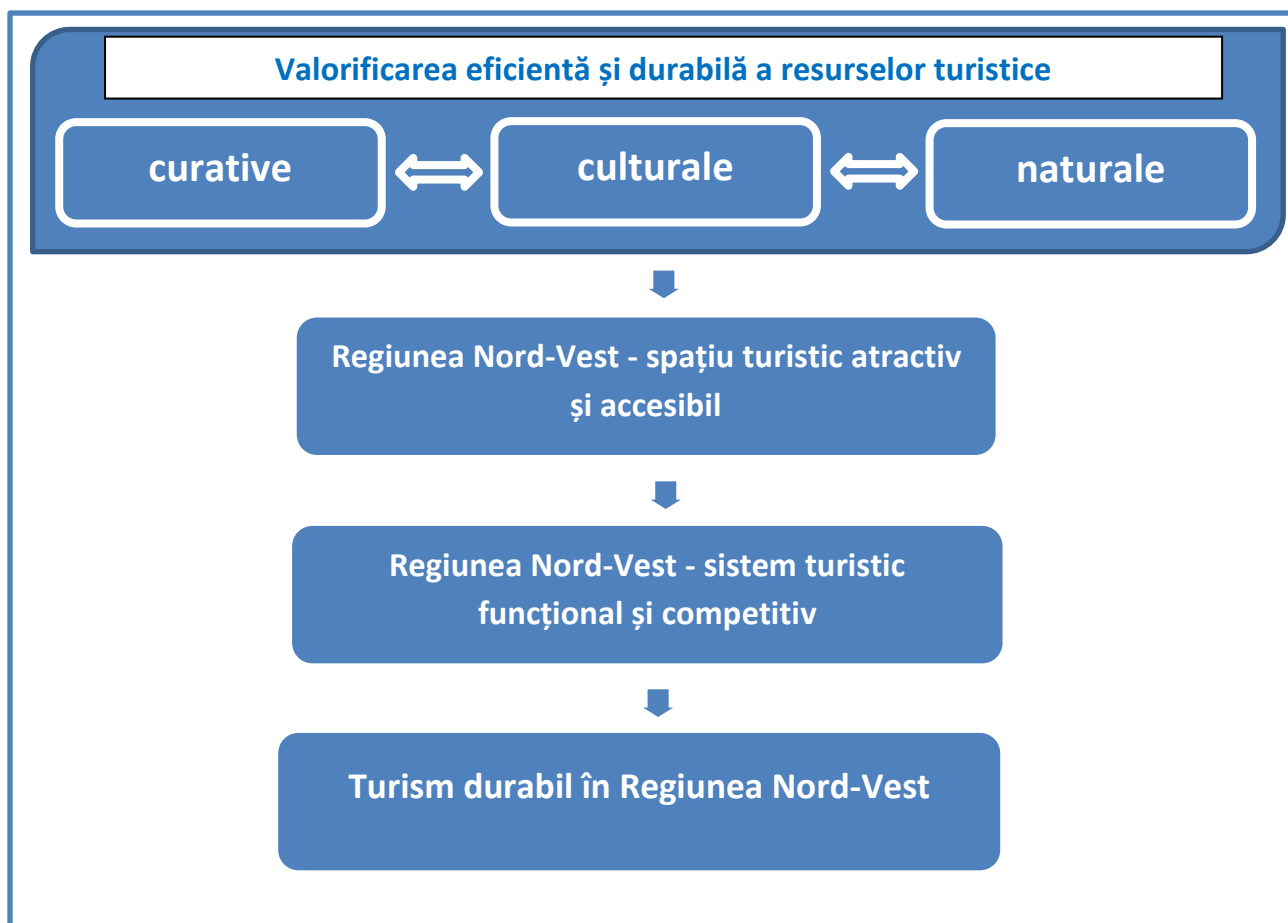 Valorificarea eficientă și durabilă a resurselor turistice
curative
culturale
naturale
Regiunea Nord-Vest - spațiu turistic atractiv
și accesibil
Regiunea Nord-Vest - sistem turistic
funcțional și competitiv
Turism durabil în Regiunea Nord-Vest